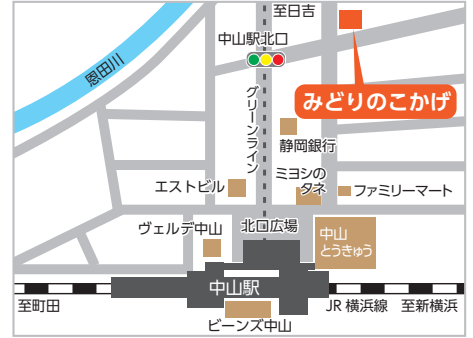 至日吉
中山駅北口
恩田川
みどりのこかげ
グリーンライン
静岡銀行
ミヨシの
タネ
エストビル
ファミリーマート
ヴェルデ中山
北口広場
中山
とうきゅう
中山駅
至町田
JR 横浜線
至新横浜
ビーンズ中山